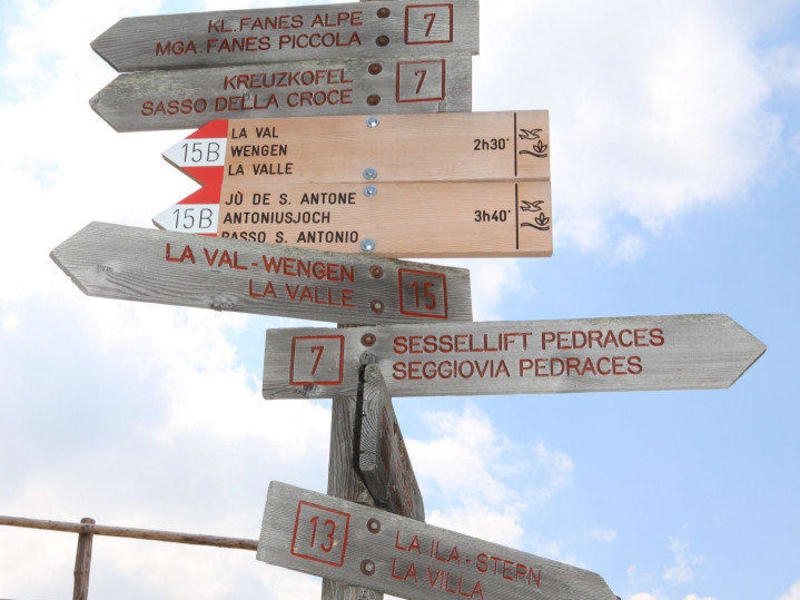 KL. FANES ALPE 7
MGA. FANES PICCOLA
KREUZKOFEL 7
SASSO DELLA CROCE
15B LA VAL
WENGEN 2h30'
LA VALLE
15B JÙ DE S. ANTONE
ANTONIUSJOCH 3h40'
PASSO S. ANTONIO
LA VAL-WENGEN 15
LA VALLE
7 SESSELLIFT PEDRACES
SEGGIOVIA PEDRACES
13 LA ILA-STERN
LA VILLA